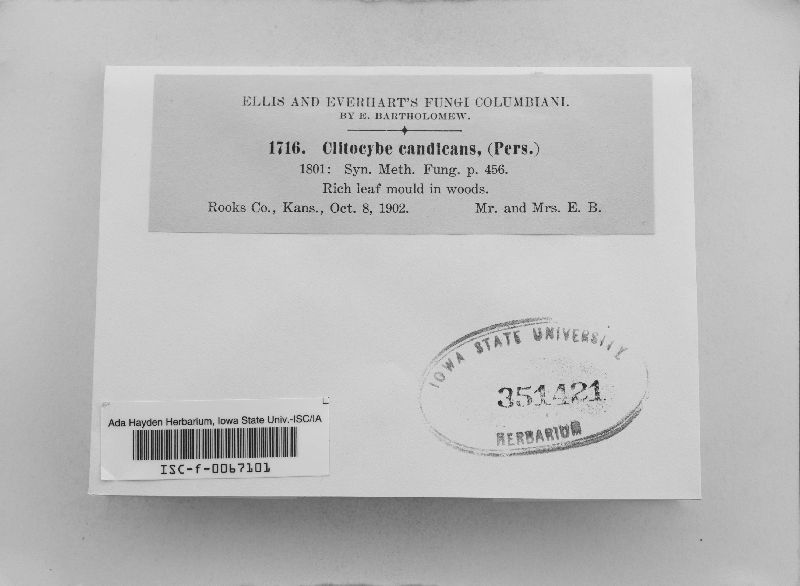 ELLIS AND EVERHART'S FUNGI COLUMBIANI.
BY E. BARTHOLOMEW.
1716. Clitocybe candicans, (Pers.)
1801: Syn. Meth. Fung. p. 456.
Rich leaf mould in woods.
Rooks Co., Kans., Oct. 8, 1902. Mr. and Mrs. E. B.
IOWA STATE UNIVERSITY
351421
HERBARIUM
Ada Hayden Herbarium, Iowa State Univ.-ISC/IA
ISC-f-0067101